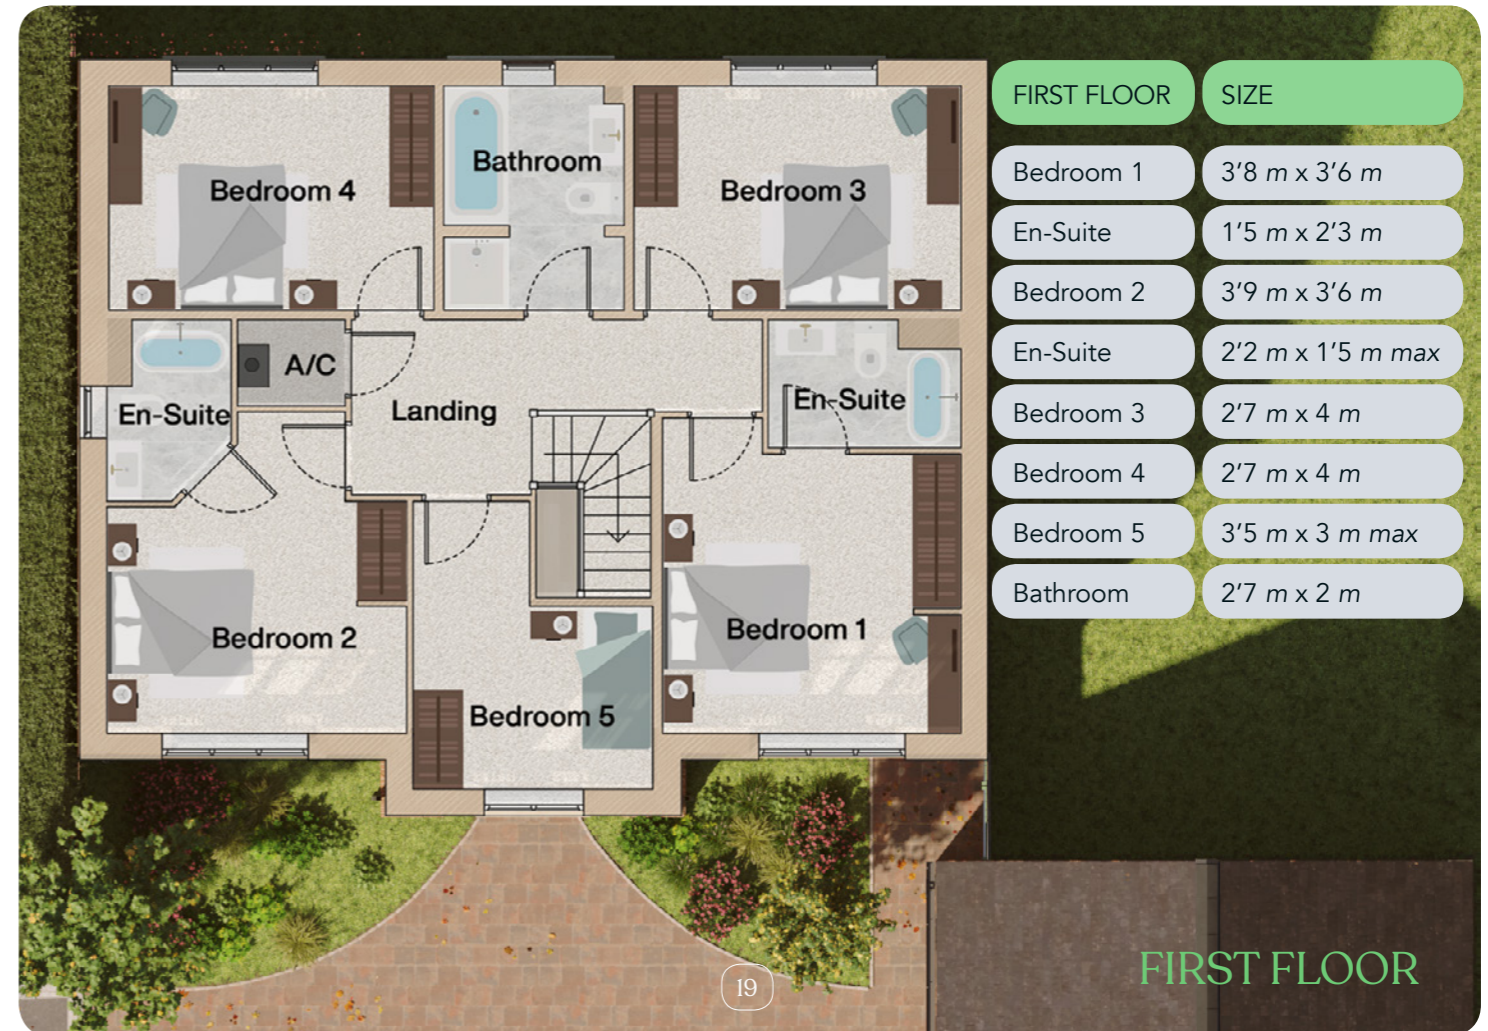 Bedroom 4
Bathroom
Bedroom 3
A/C
En-Suite
Landing
En-Suite
Bedroom 2
Bedroom 5
Bedroom 1
FIRST FLOOR SIZE
Bedroom 1 3'8 m x 3'6 m
En-Suite 1'5 m x 2'3 m
Bedroom 2 3'9 m x 3'6 m
En-Suite 2'2 m x 1'5 m max
Bedroom 3 2'7 m x 4 m
Bedroom 4 2'7 m x 4 m
Bedroom 5 3'5 m x 3 m max
Bathroom 2'7 m x 2 m
FIRST FLOOR
19